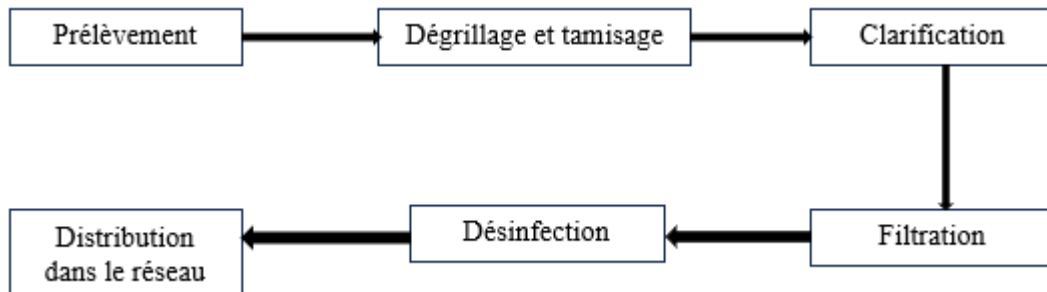 Prélèvement
Dégrillage et tamisage
Clarification
Filtration
Désinfection
Distribution
dans le réseau